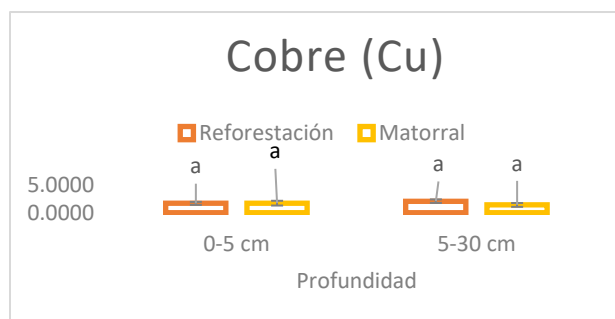 Cobre (Cu)
Reforestación Matorral
a a a a
5.0000
0.0000
0-5 cm 5-30 cm
Profundidad